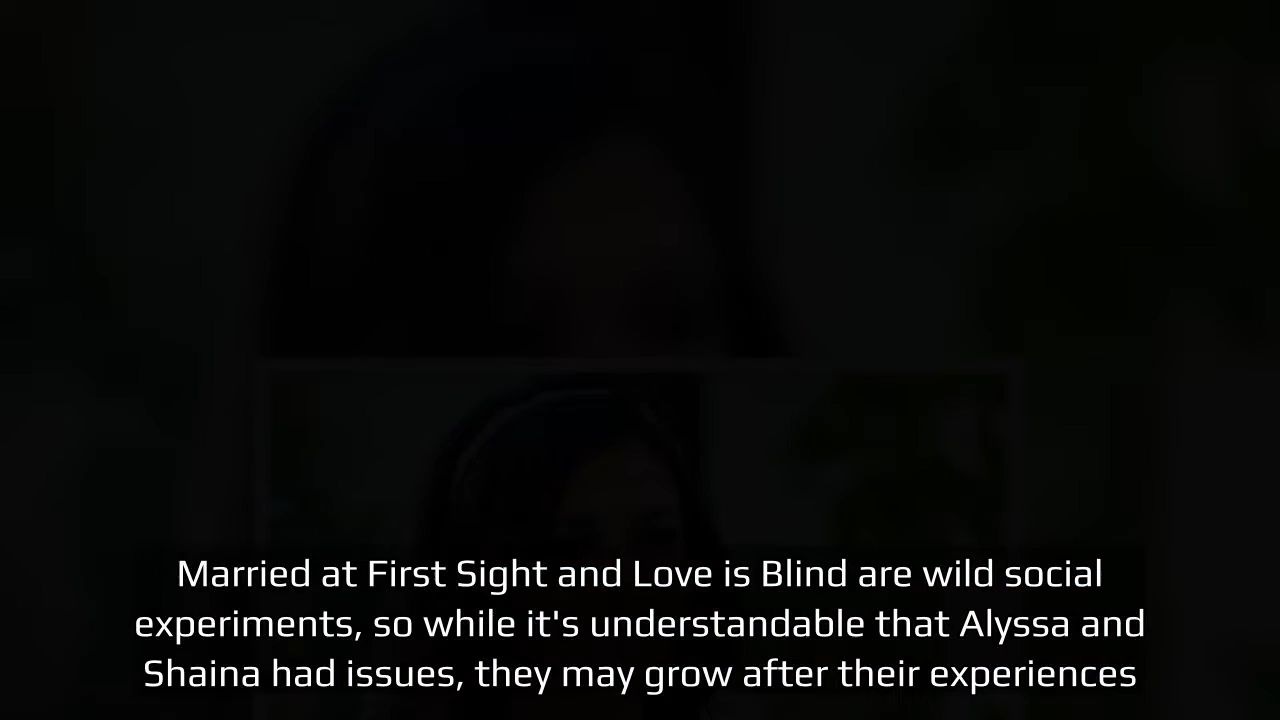 Married at First Sight and Love is Blind are wild social
experiments, so while it's understandable that Alyssa and
Shaina had issues, they may grow after their experiences